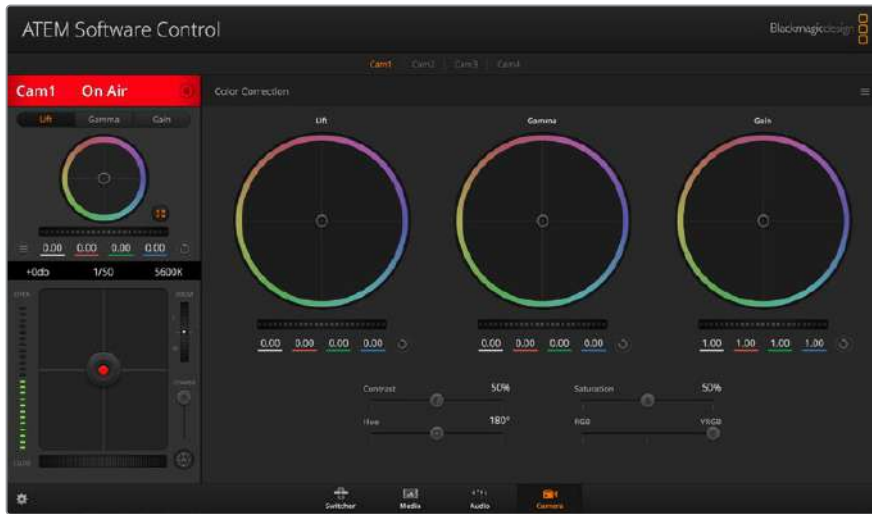 ATEM Software Control
Blackmagicdesign
Cam1 Cam2 Cam3 Cam4
Cam1 On Air
Color Correction
Lift Gamma Gain
Lift Gamma Gain
0.00 0.00 0.00 0.00
+0db 1/50 5600K
0.00 0.00 0.00 0.00
0.00 0.00 0.00 0.00
1.00 1.00 1.00 1.00
Contrast 50%
Saturation 50%
Hue 180°
RGB YRGB
Switcher Media Audio Camera